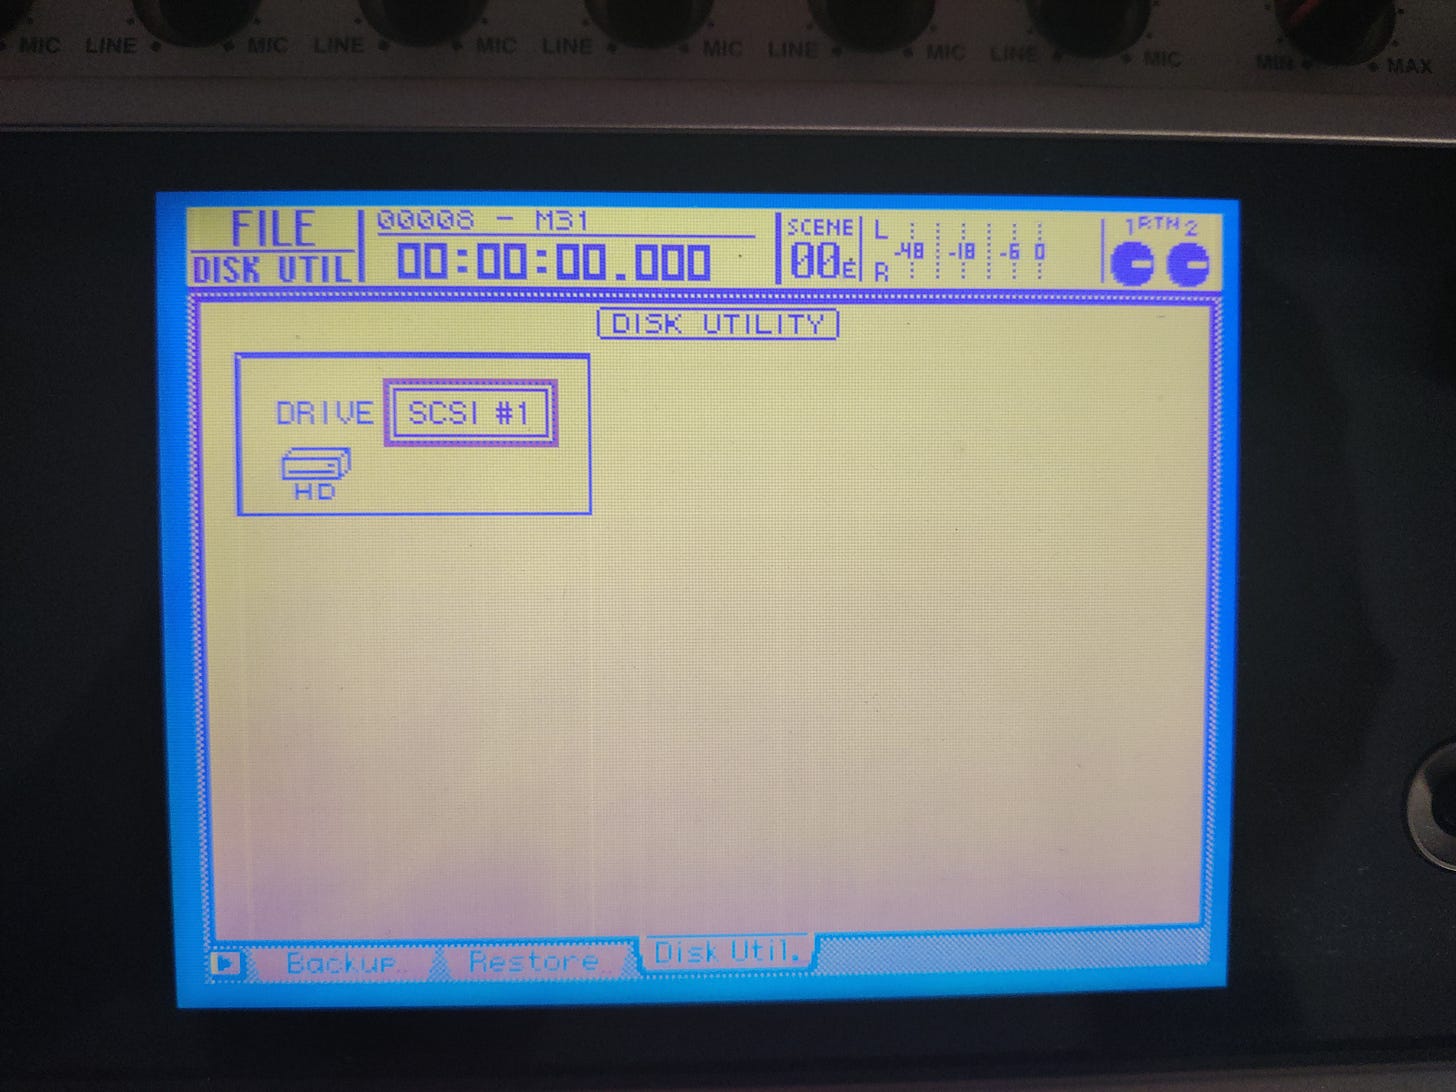 MIC LINE MIC LINE MIC LINE MIC LINE MIC LINE MIC MIN MAX
FILE
DISK UTIL
00008 - M31
00:00:00.000
SCENE
00
L
R
-48 -18 -6 0
1 RTN 2
DISK UTILITY
DRIVE SCSI #1
HD
Backup Restore Disk Util.